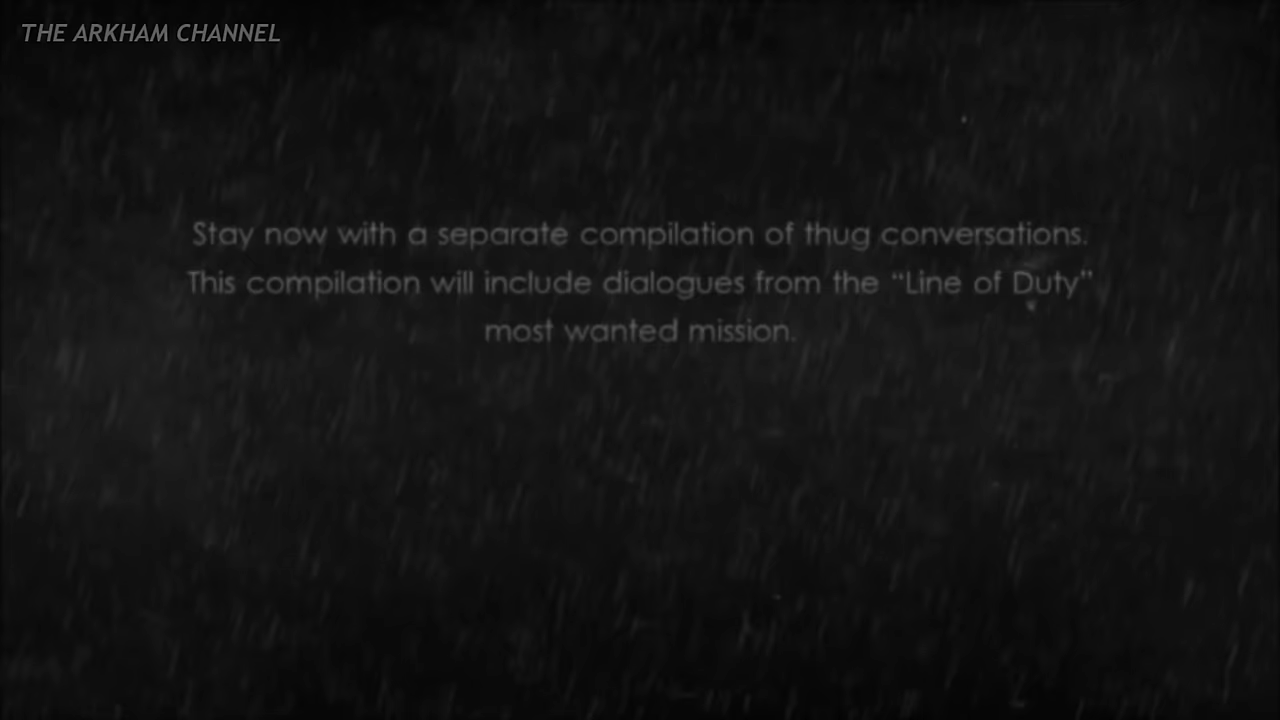 THE ARKHAM CHANNEL
Stay now with a separate compilation of thug conversations.
This compilation will include dialogues from the “Line of Duty”
most wanted mission.